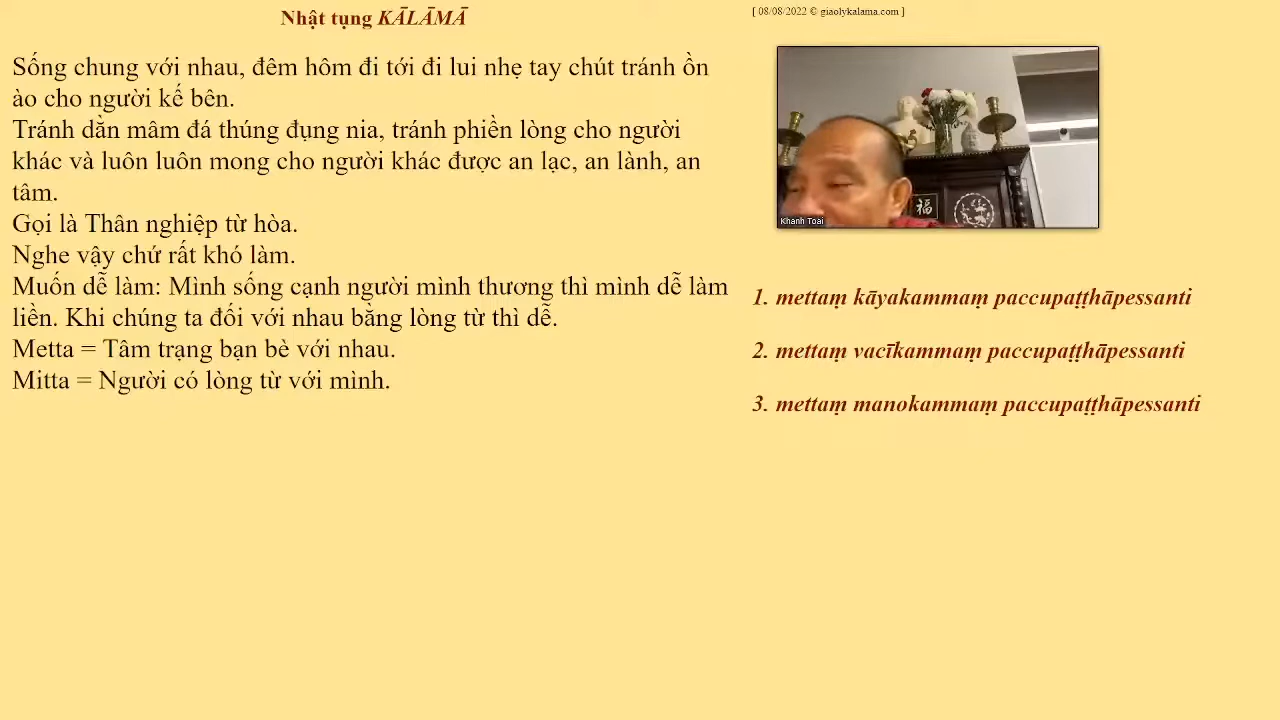 Nhật tụng KĀLĀMĀ
[ 08/08/2022 © giaolykalama.com ]
Sống chung với nhau, đêm hôm đi tới đi lui nhẹ tay chút tránh ồn
ào cho người kế bên.
Tránh dằn mâm đá thúng đụng nia, tránh phiền lòng cho người
khác và luôn luôn mong cho người khác được an lạc, an lành, an
tâm.
Gọi là Thân nghiệp từ hòa.
Nghe vậy chứ rất khó làm.
Muốn dễ làm: Mình sống cạnh người mình thương thì mình dễ làm
liền. Khi chúng ta đối với nhau bằng lòng từ thì dễ.
Metta = Tâm trạng bạn bè với nhau.
Mitta = Người có lòng từ với mình.
福
Khanh Toai
1. mettaṃ kāyakammaṃ paccupaṭṭhāpessanti
2. mettaṃ vacīkammaṃ paccupaṭṭhāpessanti
3. mettaṃ manokammaṃ paccupaṭṭhāpessanti